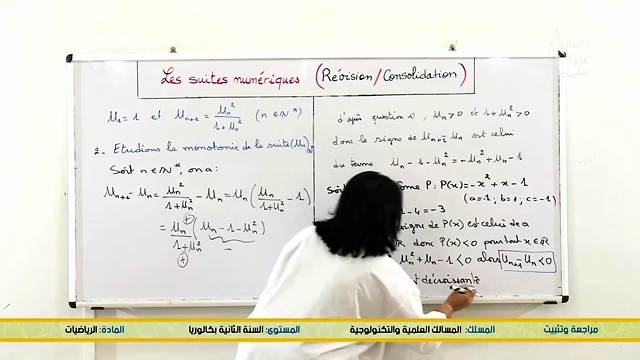 Les suites numériques (Révision/Consolidation)
U₁ = 1 et Uₙ₊₁ = Uₙ²/(1+Uₙ²) (n ∈ ℕ*)
2. Etudions la monotonie de la suite (Uₙ)
Soit n ∈ ℕ*, on a:
Uₙ₊₁ - Uₙ = Uₙ²/(1+Uₙ²) - Uₙ = Uₙ(Uₙ/(1+Uₙ²) - 1)
= Uₙ/(1+Uₙ²) (Uₙ - 1 - Uₙ²)
⊕ ⊕ -
d'après question 1), Uₙ>0 et 1+Uₙ²>0
donc le signe de Uₙ₊₁-Uₙ est celui
du terme Uₙ-1-Uₙ² = -Uₙ²+Uₙ-1
P: P(x)=-x²+x-1
(a=-1; b=1; c=-1)
-4=-3
signe de P(x) est celui de a
donc P(x)<0 pour tout x ∈ ℝ
Uₙ²+Uₙ-1<0 alors Uₙ₊₁-Uₙ<0
décroissante
مراجعة وتثبيت
المسلك: المسالك العلمية والتكنولوجية
المستوى: السنة الثانية بكالوريا
المادة: الرياضيات